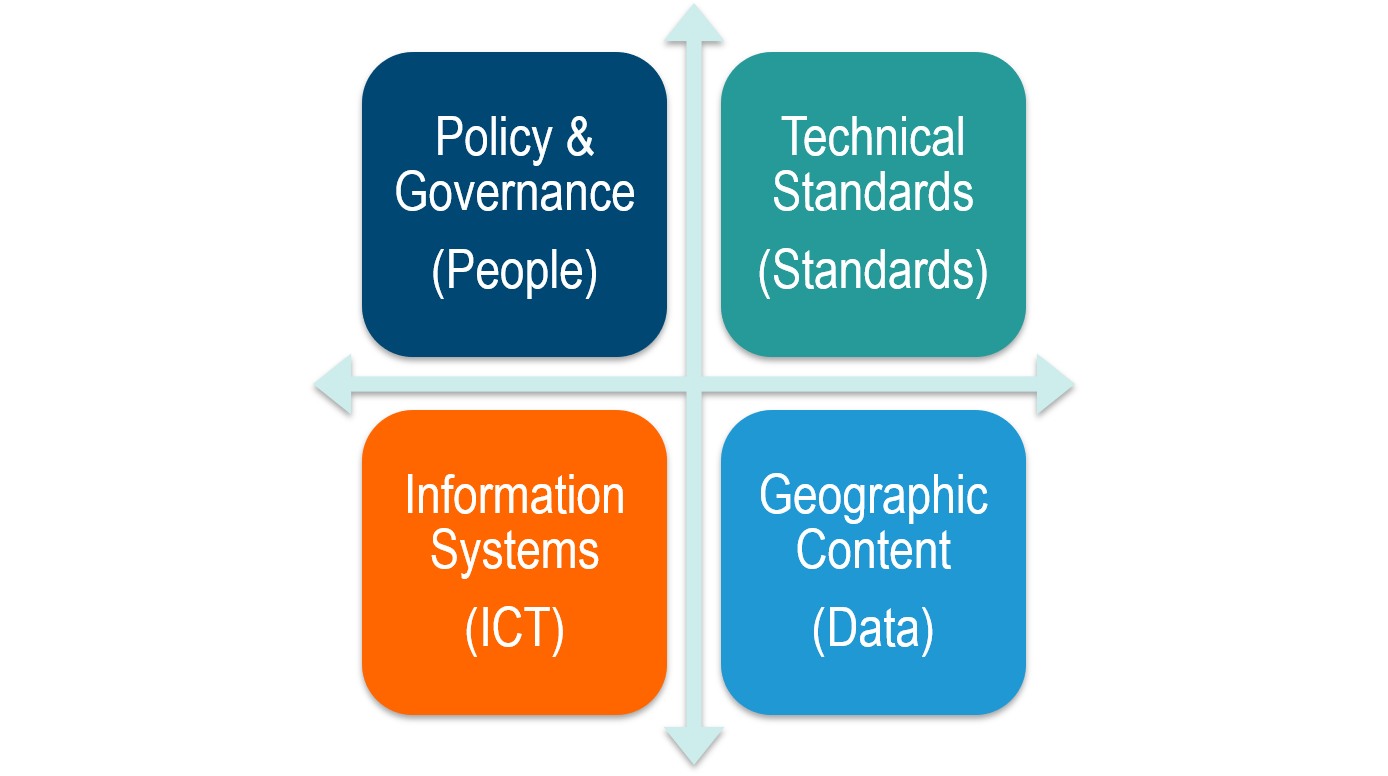 Policy &
Governance
(People)
Technical
Standards
(Standards)
Information
Systems
(ICT)
Geographic
Content
(Data)